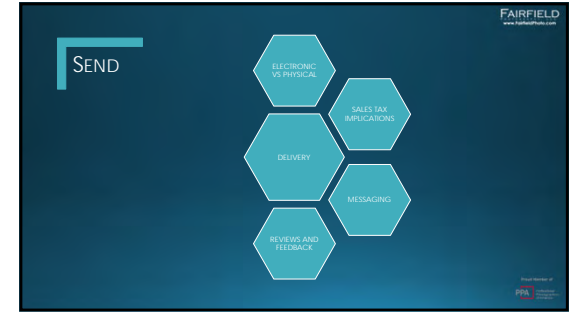 FAIRFIELD
www.FairfieldPhoto.com
SEND
ELECTRONIC
VS PHYSICAL
SALES TAX
IMPLICATIONS
DELIVERY
MESSAGING
REVIEWS AND
FEEDBACK
Proud Member of
PPA